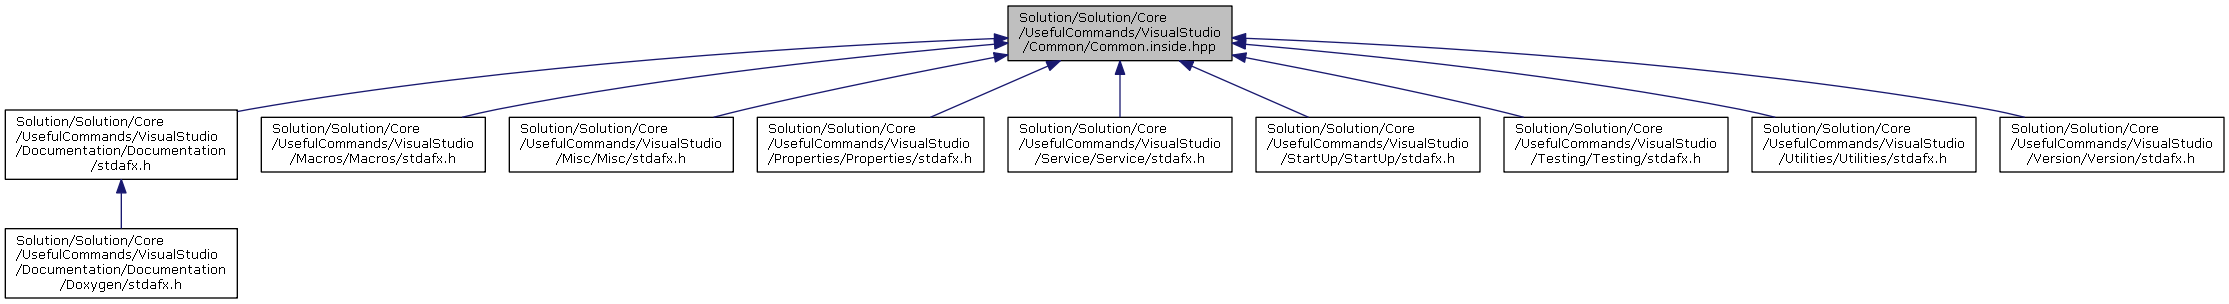 Solution/Solution/Core
/UsefulCommands/VisualStudio
/Common/Common.inside.hpp
Solution/Solution/Core
/UsefulCommands/VisualStudio
/Documentation/Documentation
/stdafx.h
Solution/Solution/Core
/UsefulCommands/VisualStudio
/Macros/Macros/stdafx.h
Solution/Solution/Core
/UsefulCommands/VisualStudio
/Misc/Misc/stdafx.h
Solution/Solution/Core
/UsefulCommands/VisualStudio
/Properties/Properties/stdafx.h
Solution/Solution/Core
/UsefulCommands/VisualStudio
/Service/Service/stdafx.h
Solution/Solution/Core
/UsefulCommands/VisualStudio
/StartUp/StartUp/stdafx.h
Solution/Solution/Core
/UsefulCommands/VisualStudio
/Testing/Testing/stdafx.h
Solution/Solution/Core
/UsefulCommands/VisualStudio
/Utilities/Utilities/stdafx.h
Solution/Solution/Core
/UsefulCommands/VisualStudio
/Version/Version/stdafx.h
Solution/Solution/Core
/UsefulCommands/VisualStudio
/Documentation/Documentation
/Doxygen/stdafx.h